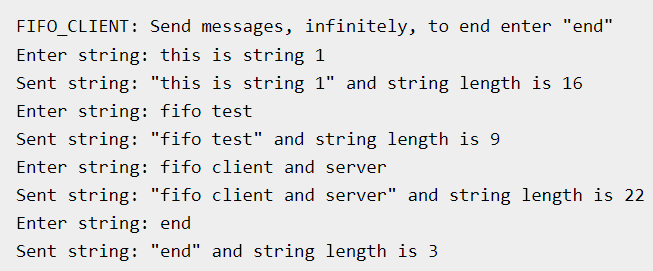 FIFO_CLIENT: Send messages, infinitely, to end enter "end"
Enter string: this is string 1
Sent string: "this is string 1" and string length is 16
Enter string: fifo test
Sent string: "fifo test" and string length is 9
Enter string: fifo client and server
Sent string: "fifo client and server" and string length is 22
Enter string: end
Sent string: "end" and string length is 3